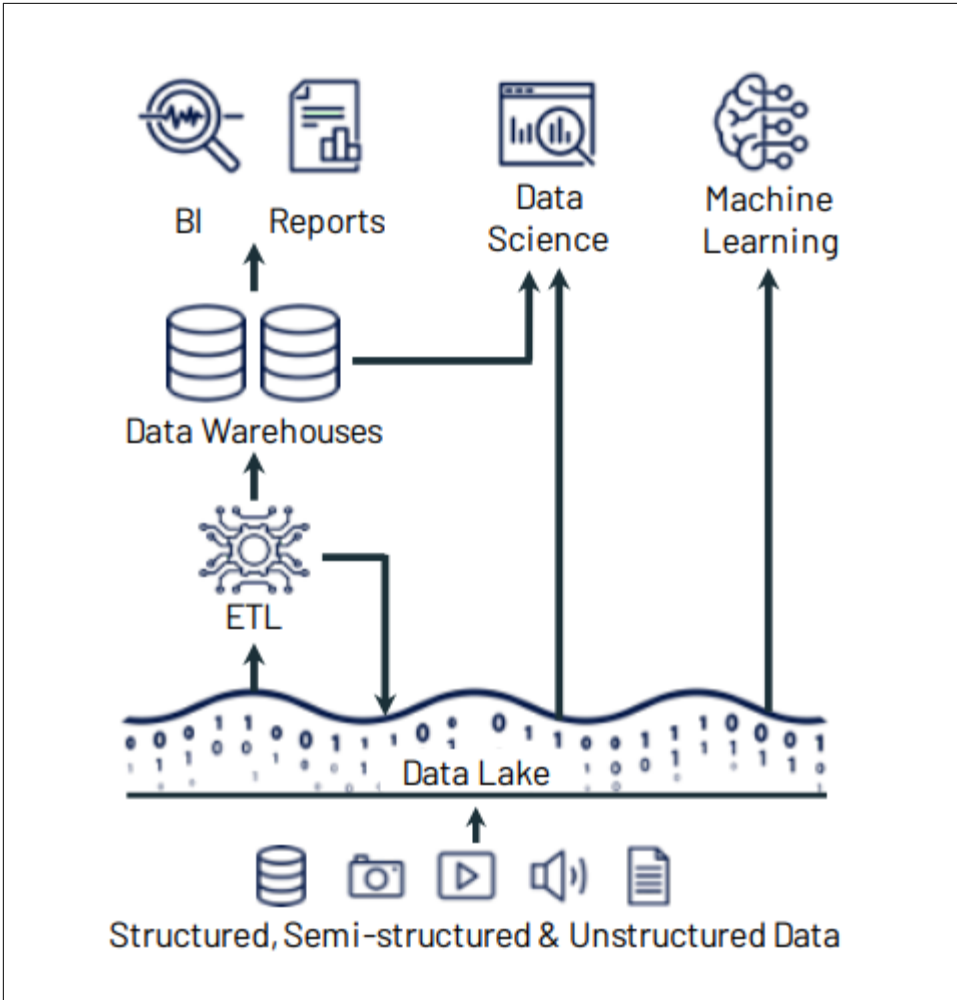 BI
Reports
Data
Science
Machine
Learning
Data Warehouses
ETL
Data Lake
Structured, Semi-structured & Unstructured Data